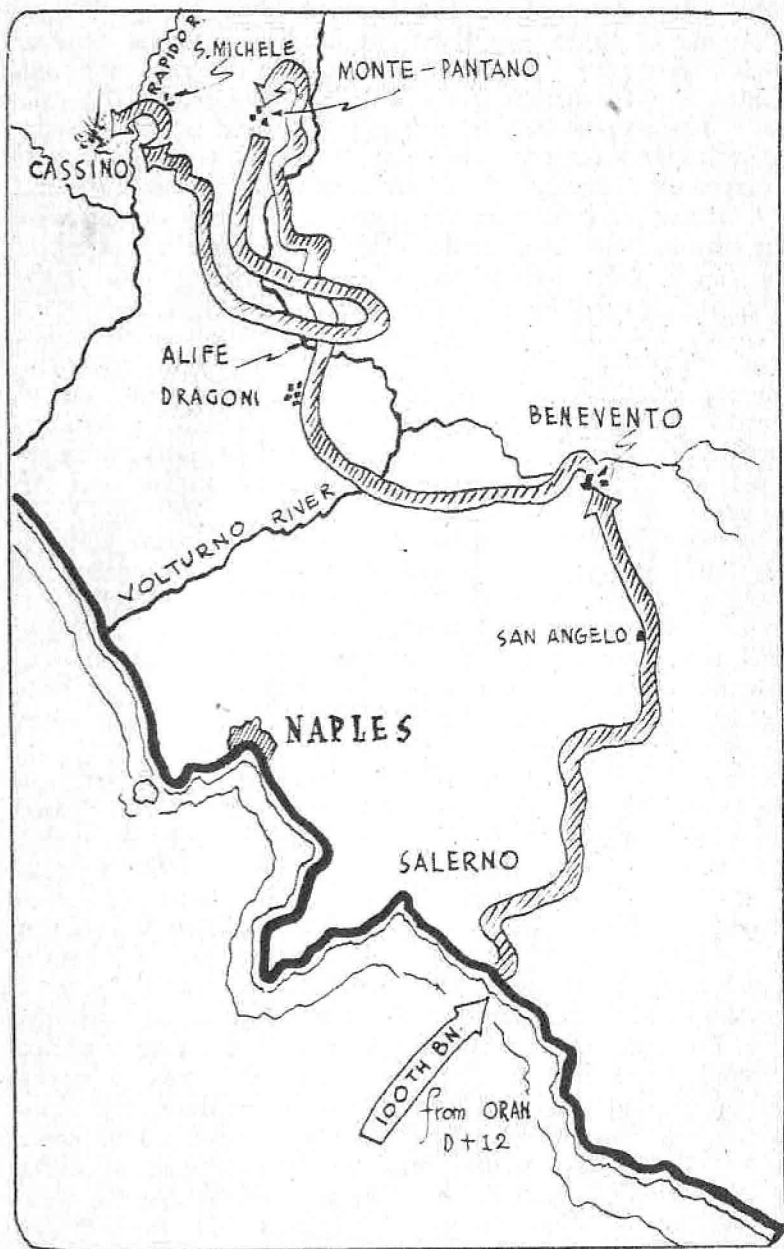 RAPIDO R.
S. MICHELE
MONTE-PANTANO
CASSINO
ALIFE
DRAGONI
BENEVENTO
VOLTURNO RIVER
SAN ANGELO
NAPLES
SALERNO
100TH BN.
from ORAN
D+12